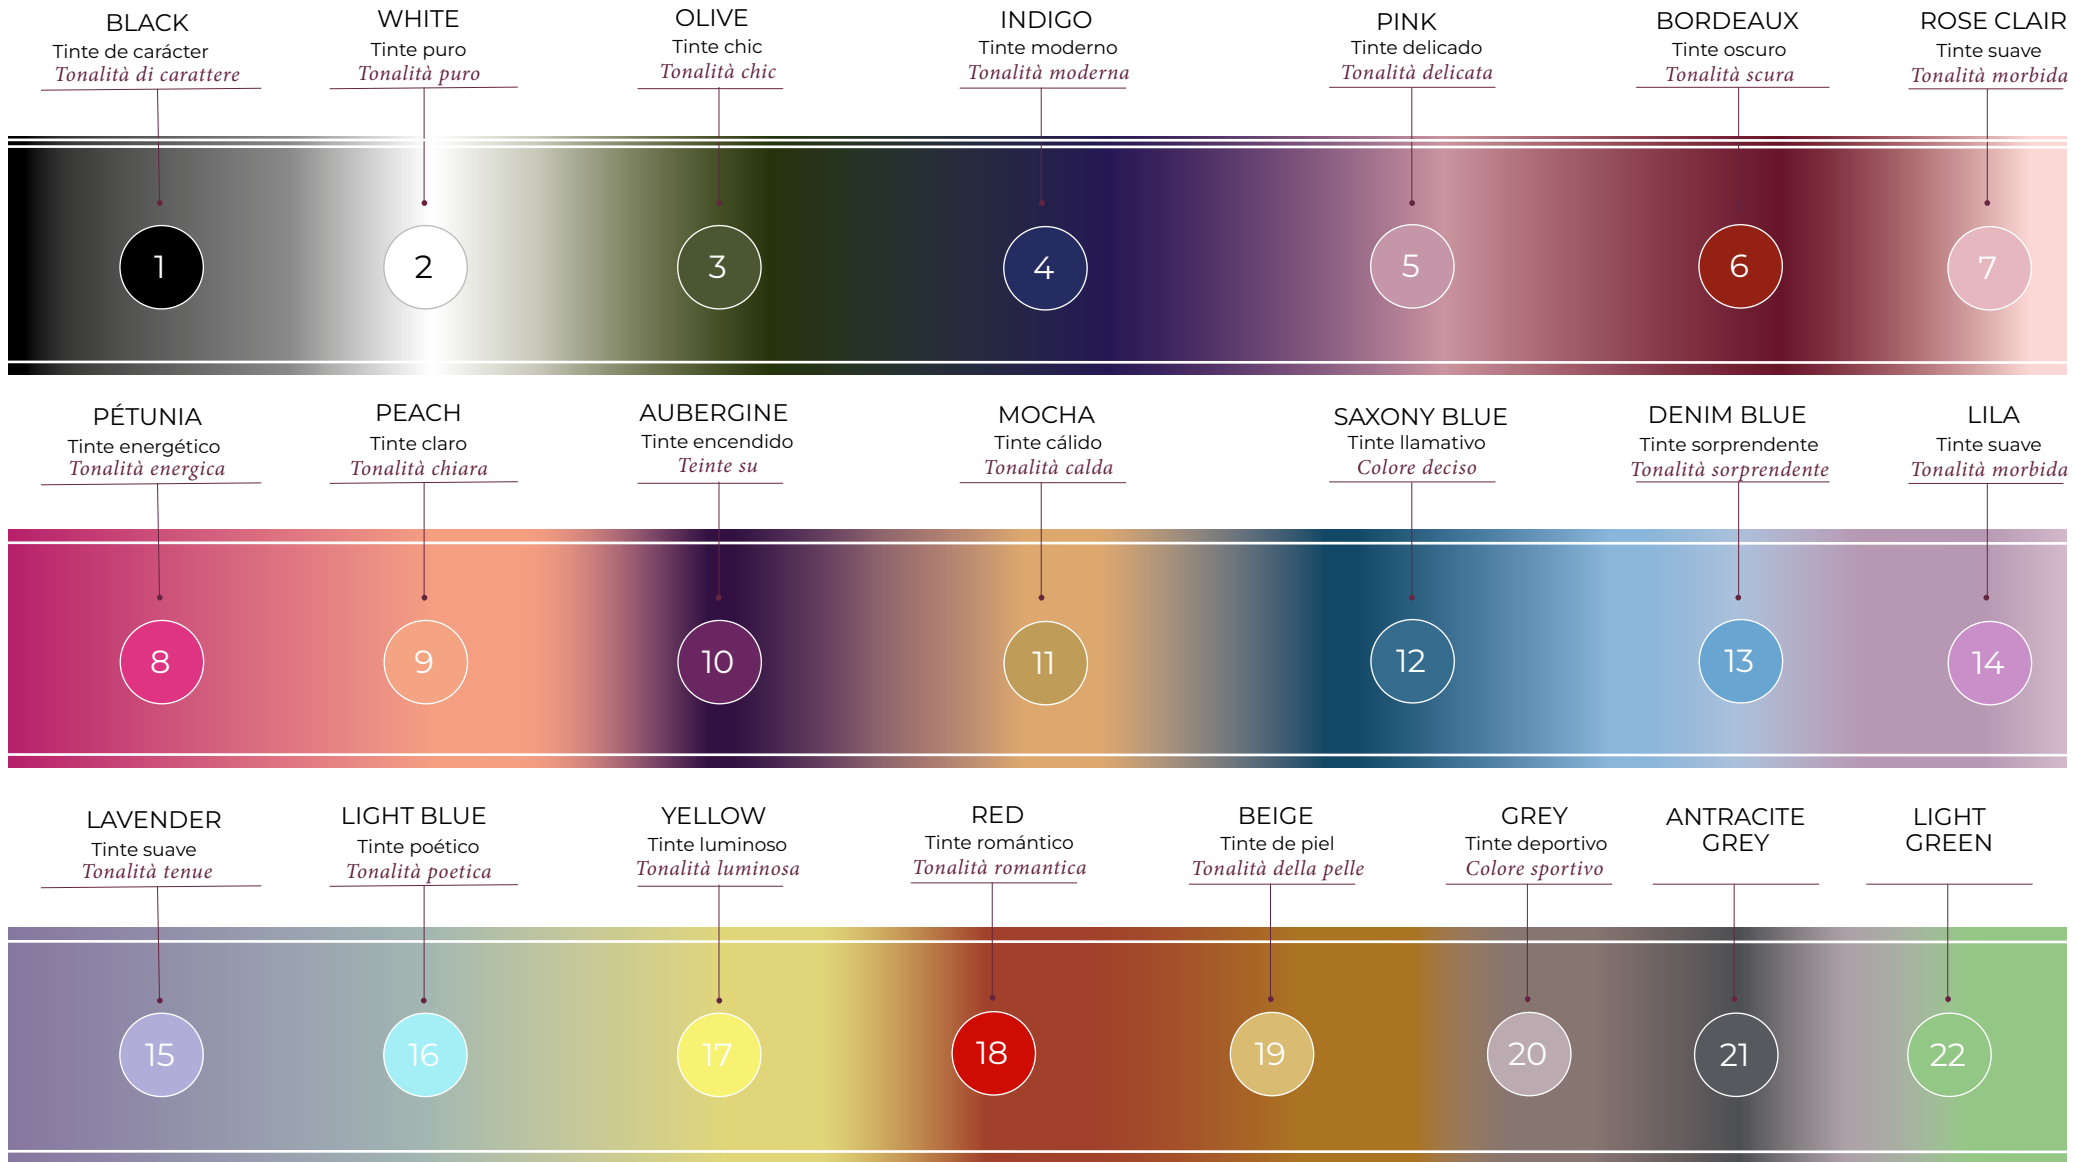 BLACK
Tinte de carácter
Tonalità di carattere
WHITE
Tinte puro
Tonalità puro
OLIVE
Tinte chic
Tonalità chic
INDIGO
Tinte moderno
Tonalità moderna
PINK
Tinte delicado
Tonalità delicata
BORDEAUX
Tinte oscuro
Tonalità scura
ROSE CLAIR
Tinte suave
Tonalità morbida
1
2
3
4
5
6
7
PÉTUNIA
Tinte energético
Tonalità energica
PEACH
Tinte claro
Tonalità chiara
AUBERGINE
Tinte encendido
Teinte su
MOCHA
Tinte cálido
Tonalità calda
SAXONY BLUE
Tinte llamativo
Colore deciso
DENIM BLUE
Tinte sorprendente
Tonalità sorprendente
LILA
Tinte suave
Tonalità morbida
8
9
10
11
12
13
14
LAVENDER
Tinte suave
Tonalità tenue
LIGHT BLUE
Tinte poético
Tonalità poetica
YELLOW
Tinte luminoso
Tonalità luminosa
RED
Tinte romántico
Tonalità romantica
BEIGE
Tinte de piel
Tonalità della pelle
GREY
Tinte deportivo
Colore sportivo
ANTRACITE
GREY
LIGHT
GREEN
15
16
17
18
19
20
21
22